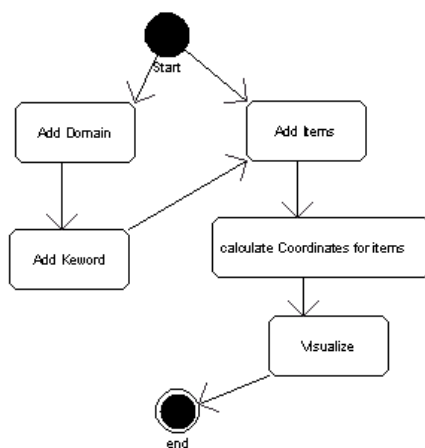 Start
Add Domain
Add Items
Add Keword
calculate Coordinates for items
Visualize
end